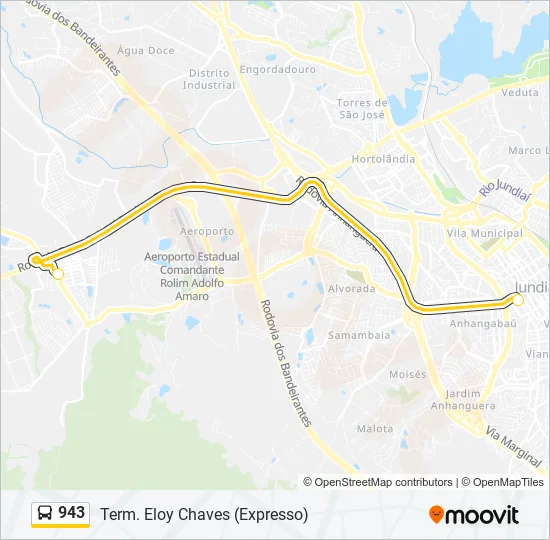 Rodovia dos Bandeirantes
Água Doce
Distrito
Industrial
Engordadouro
Torres de
São José
Veduta
Hortolândia
Marco L
Rio Jundiaí
Rodovia Anhanguera
Vila Municipal
Aeroporto
Aeroporto Estadual
Comandante
Rolim Adolfo
Amaro
Ro
Alvorada
Jundia
Anhangabaú
Rodovia dos Bandeirantes
Samambaia
Vian
Moisés
Jardim
Anhanguera
Malota
Via Marginal
© OpenStreetMap contributors | © OpenMapTiles
943 Term. Eloy Chaves (Expresso)
moovit